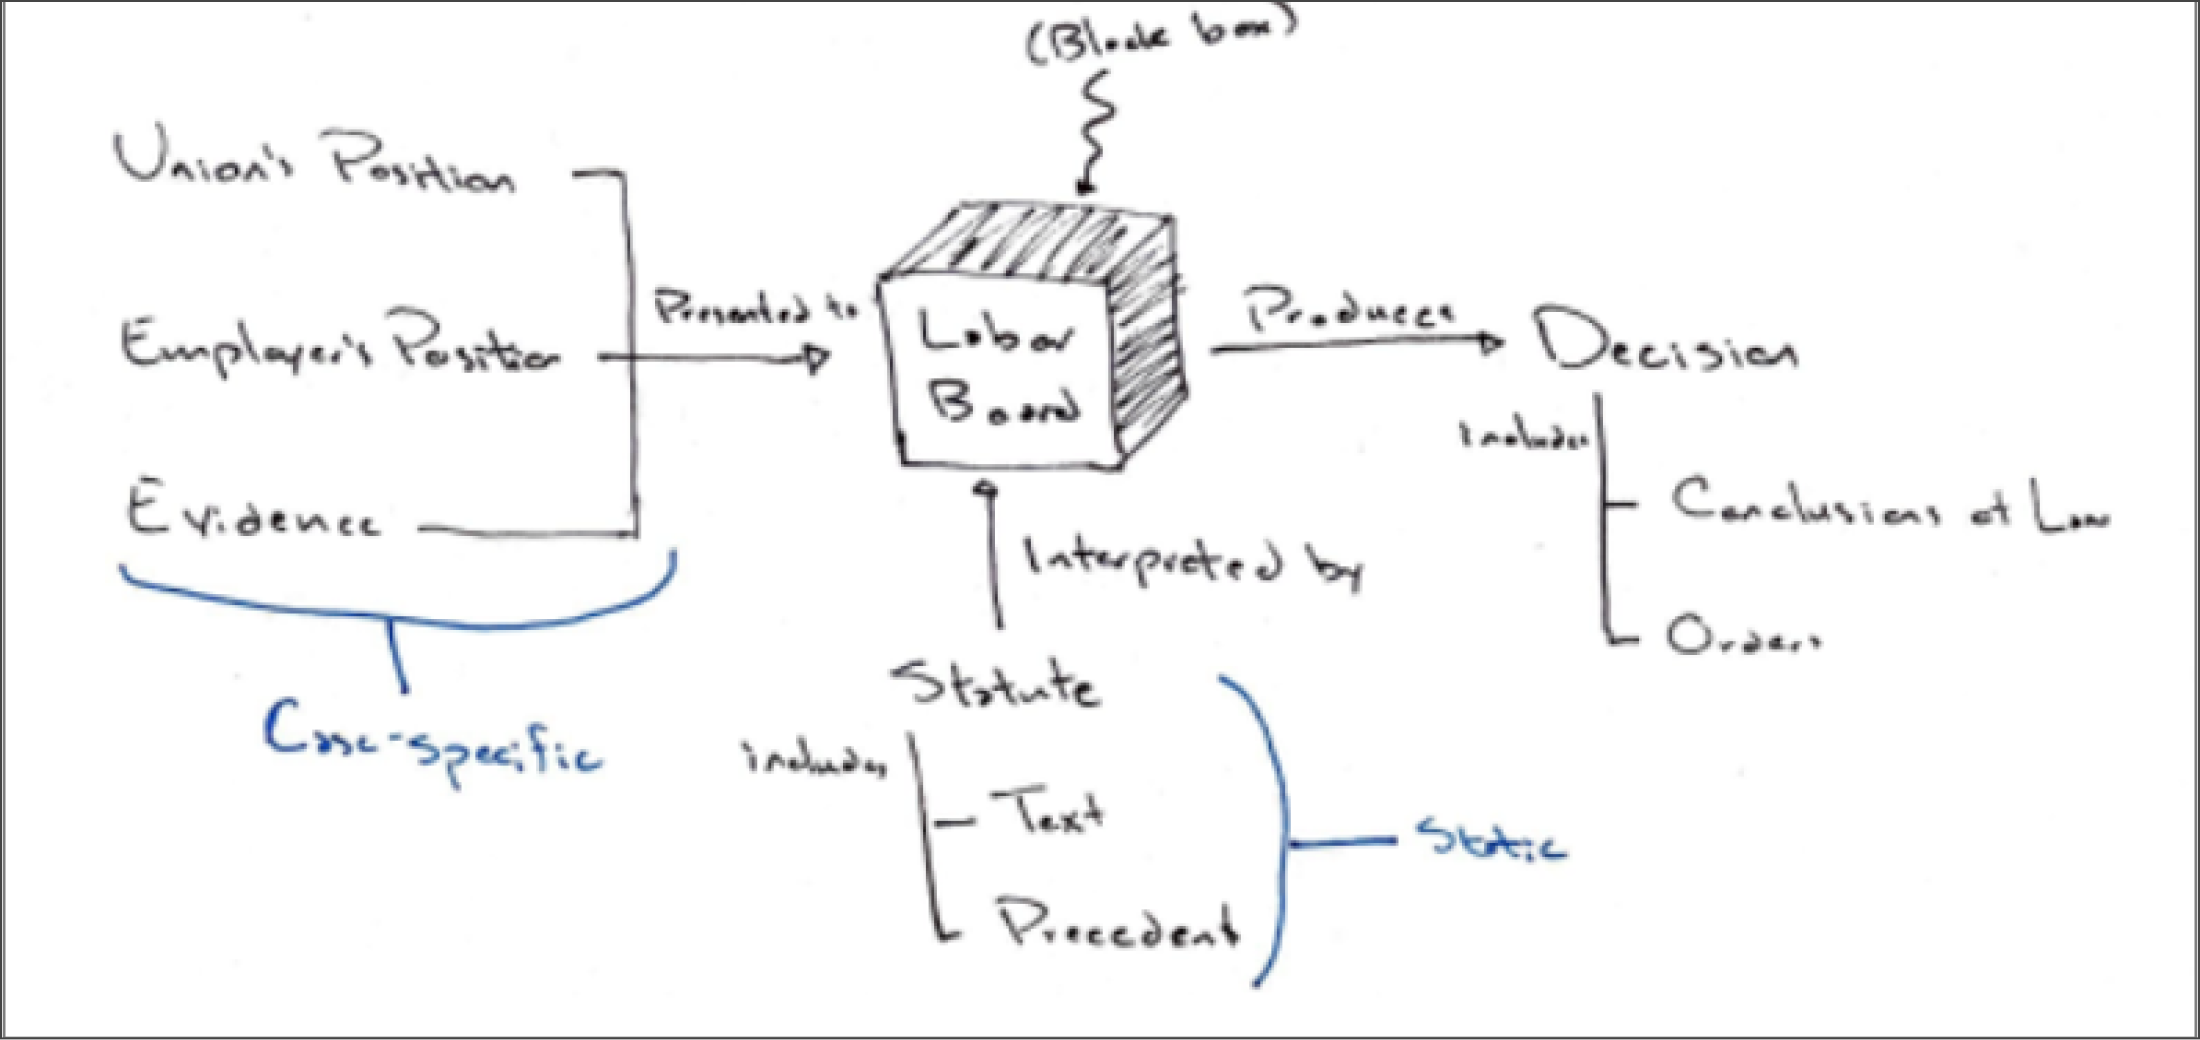 (Black box)
Union's Position
Employer's Position
Evidence
Presented to
Labor
Board
Produces
Decision
includes
Conclusions of Law
Orders
Interpreted by
Statute
includes
Text
Precedent
Case-specific
Static